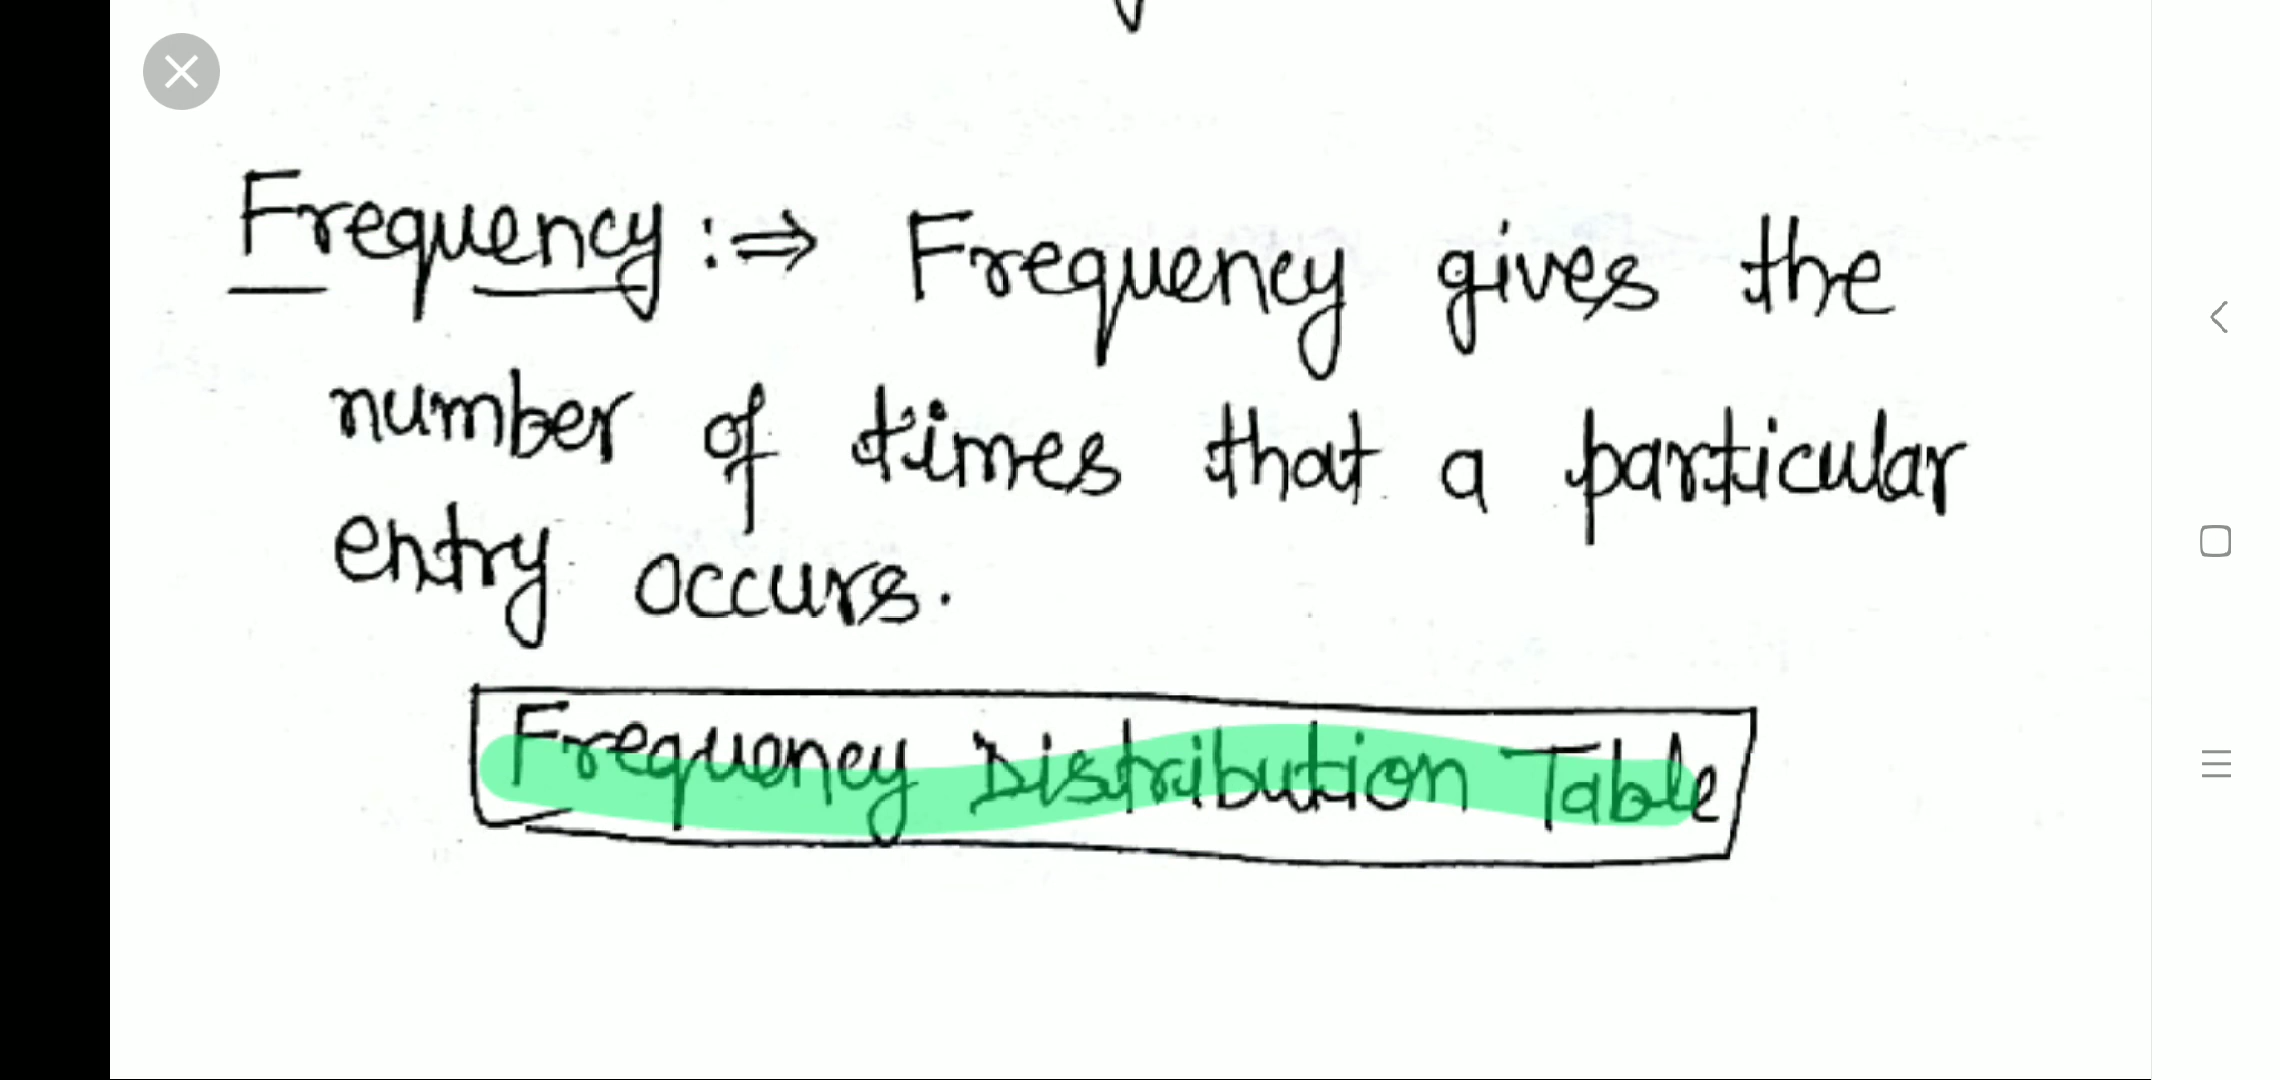 Frequency :⇒ Frequency gives the
number of times that a particular
entry occurs.
Frequency Distribution Table